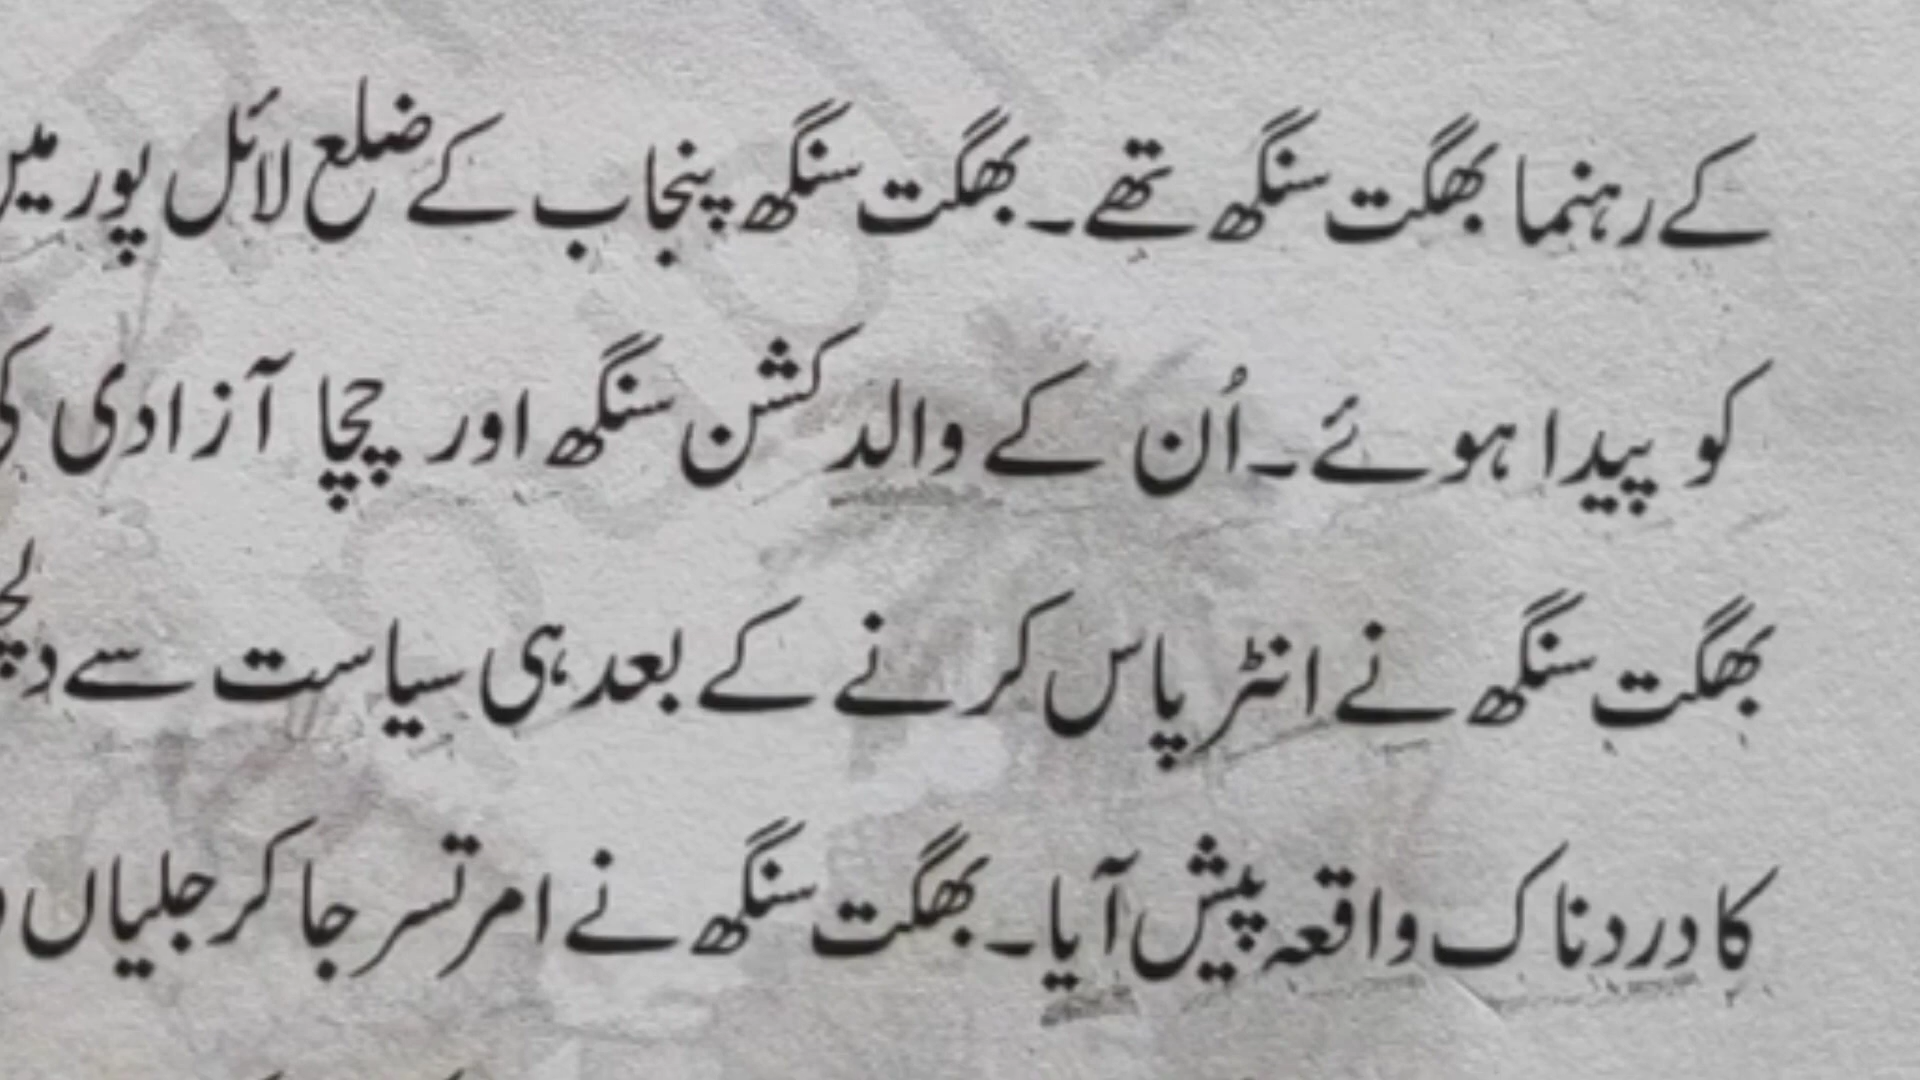 کے رہنما بھگت سنگھ تھے۔ بھگت سنگھ پنجاب کے ضلع لائل پور میں
کو پیدا ہوئے۔ اُن کے والد کشن سنگھ اور چچا آزادی کی
بھگت سنگھ نے انٹر پاس کرنے کے بعد ہی سیاست سے
کا دردناک واقعہ پیش آیا۔ بھگت سنگھ نے امرتسر جا کر جلیاں